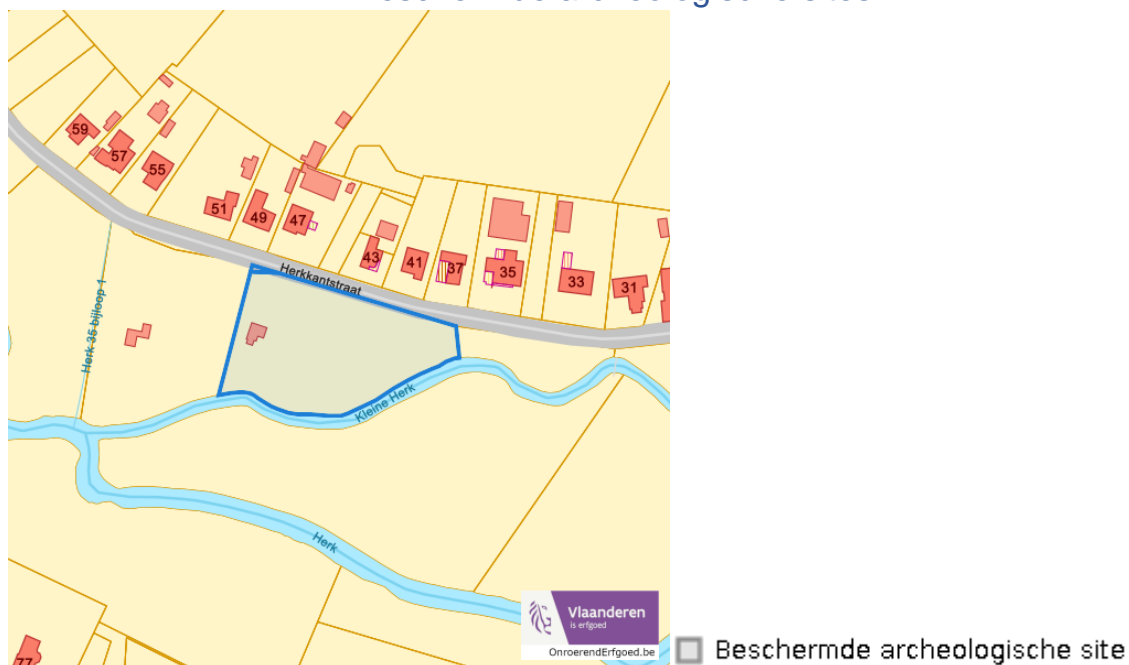 59
57
55
51
49
47
43
41
37
35
33
31
Herkkantstraat
Herk 35 bijloop 1
Kleine Herk
Herk
77
Vlaanderen
is erfgoed
OnroerendErfgoed.be
Beschermde archeologische site